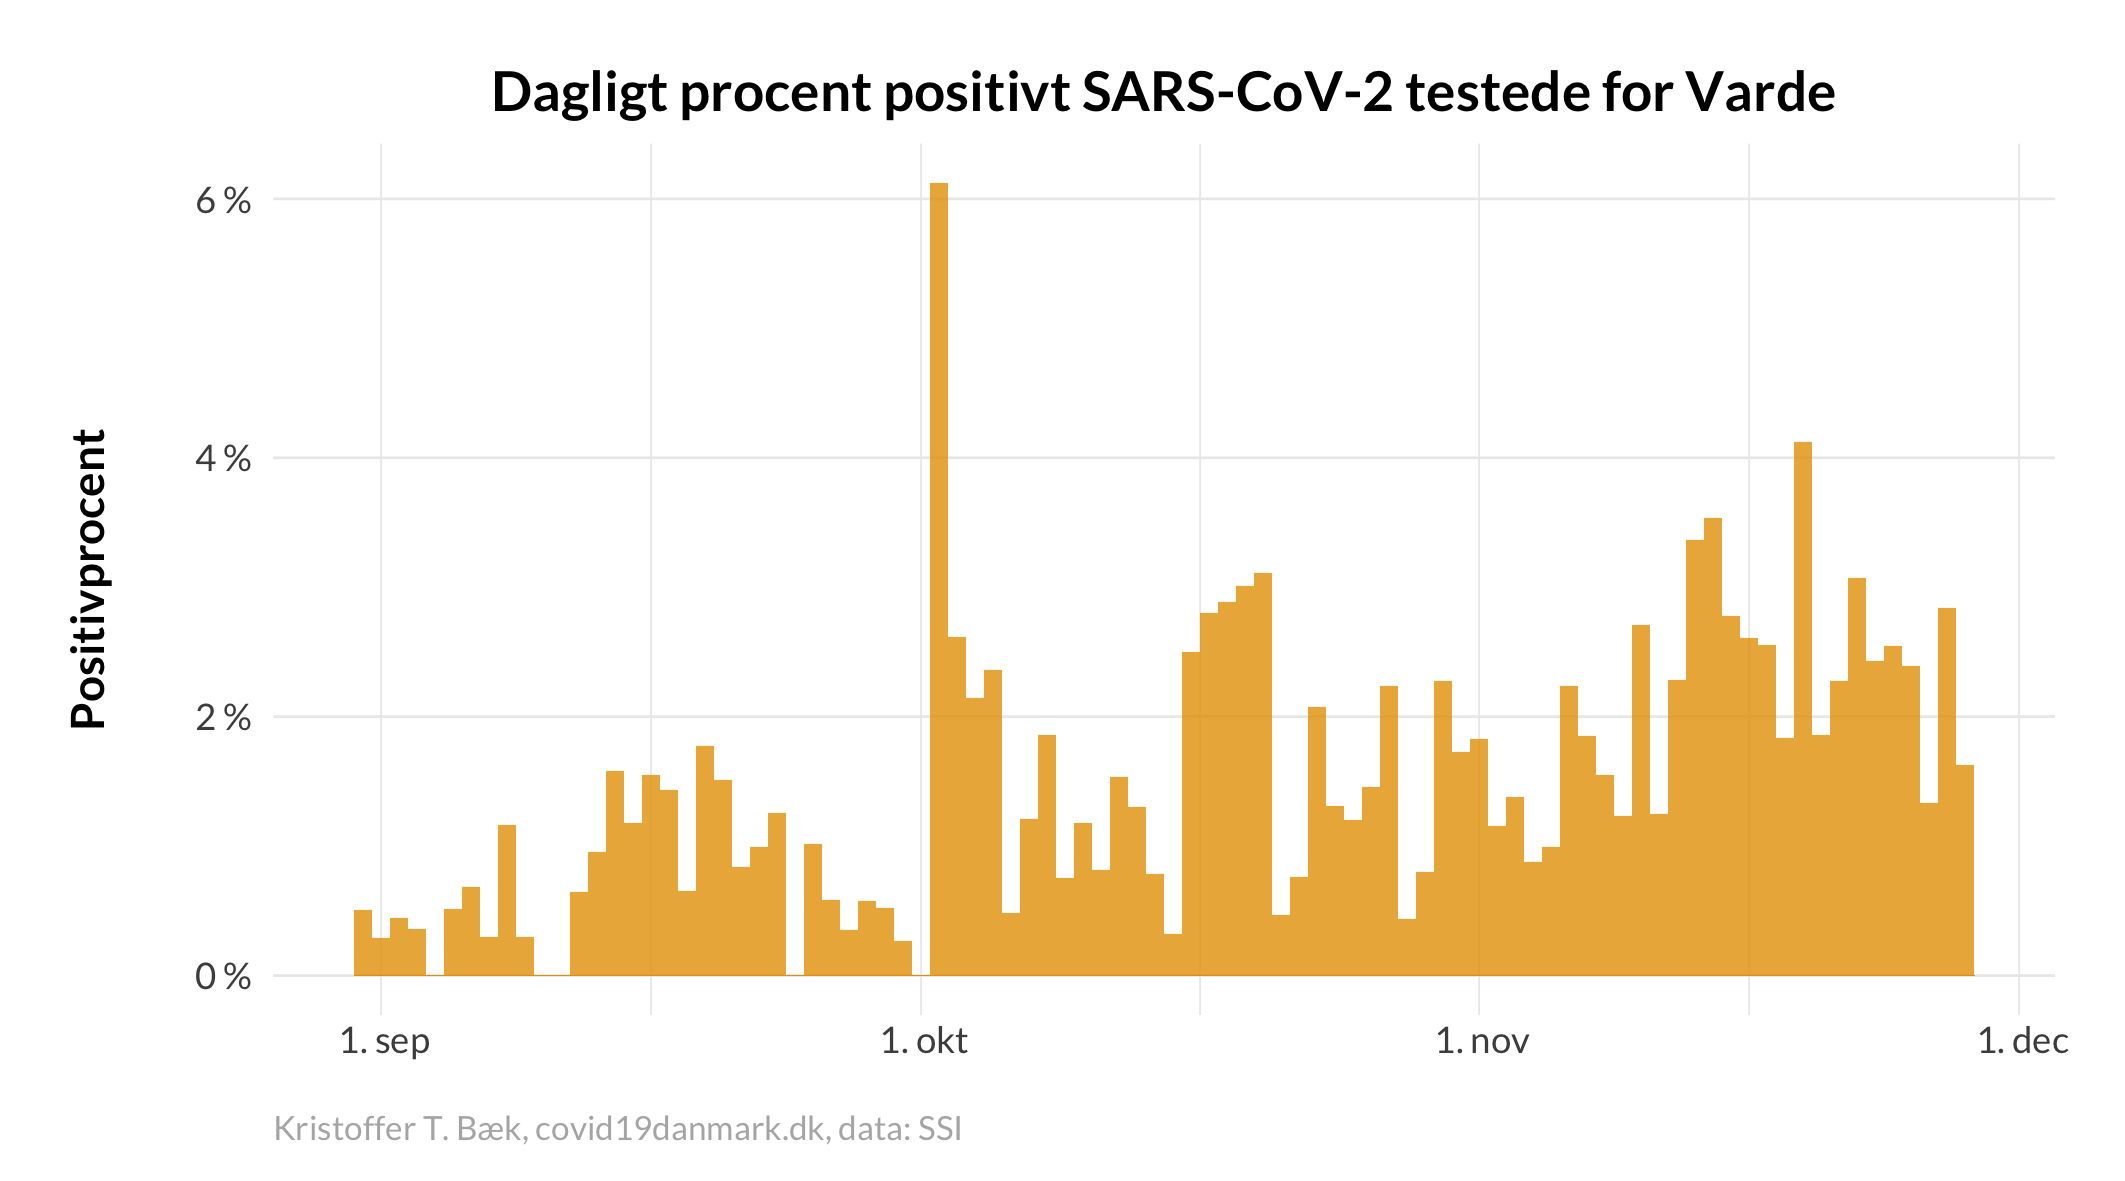 Dagligt procent positivt SARS-CoV-2 testede for Varde
Positivprocent
6 %
4 %
2 %
0 %
1. sep
1. okt
1. nov
1. dec
Kristoffer T. Bæk, covid19danmark.dk, data: SSI